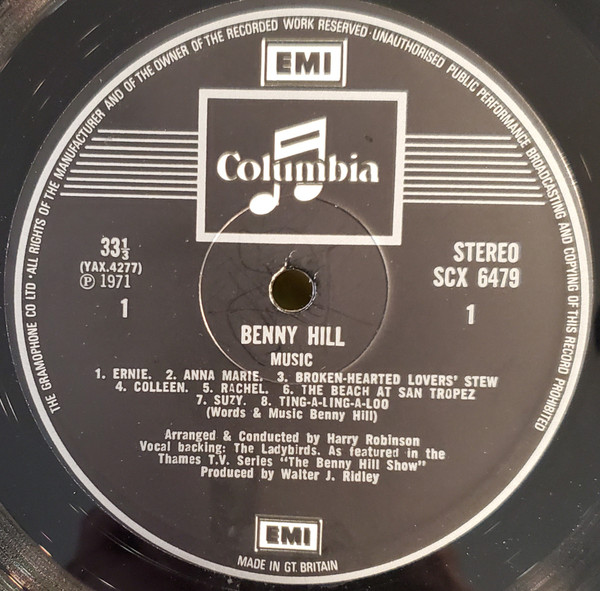 THE GRAMOPHONE CO LTD · ALL RIGHTS OF THE MANUFACTURER AND OF THE OWNER OF THE RECORDED WORK RESERVED · UNAUTHORISED PUBLIC PERFORMANCE BROADCASTING AND COPYING OF THIS RECORD PROHIBITED
EMI
Columbia
33⅓
(YAX.4277)
℗ 1971
1
STEREO
SCX 6479
1
BENNY HILL
MUSIC
1. ERNIE. 2. ANNA MARIE. 3. BROKEN-HEARTED LOVERS' STEW
4. COLLEEN. 5. RACHEL. 6. THE BEACH AT SAN TROPEZ
7. SUZY. 8. TING-A-LING-A-LOO
(Words & Music Benny Hill)
Arranged & Conducted by Harry Robinson
Vocal backing: The Ladybirds. As featured in the
Thames T.V. Series "The Benny Hill Show"
Produced by Walter J. Ridley
EMI
MADE IN GT. BRITAIN